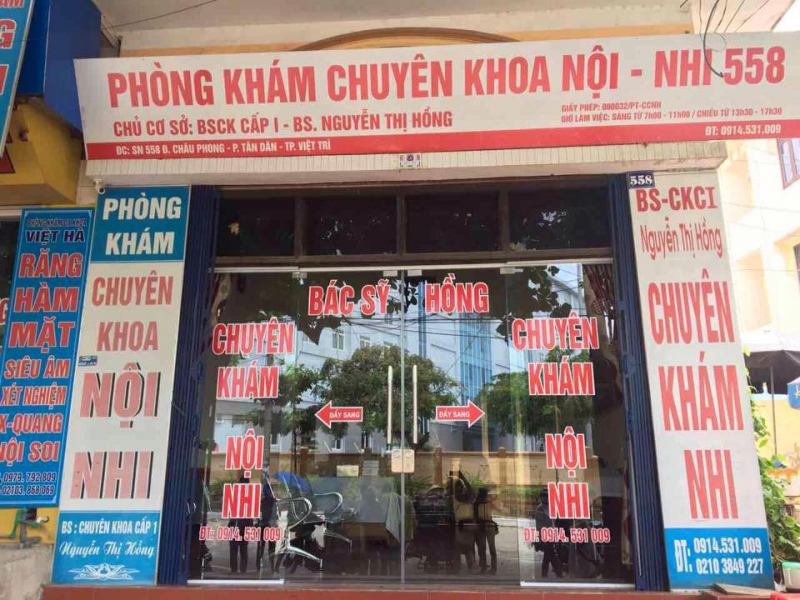 PHÒNG KHÁM CHUYÊN KHOA NỘI - NHI 558
CHỦ CƠ SỞ: BSCK CẤP I - BS. NGUYỄN THỊ HỒNG
GIẤY PHÉP: 000032/PT-CCHN
GIỜ LÀM VIỆC: SÁNG TỪ 7H00 - 11H00 / CHIỀU TỪ 13H30 - 17H30
ĐC: SN 558 Đ. CHÂU PHONG - P. TÂN DÂN - TP. VIỆT TRÌ
ĐT: 0914.531.009
VIỆT HÀ
RĂNG
HÀM
MẶT
SIÊU ÂM
XÉT NGHIỆM
X-QUANG
NỘI SOI
PHÒNG
KHÁM
CHUYÊN
KHOA
NỘI
NHI
BS : CHUYÊN KHOA CẤP 1
Nguyễn Thị Hồng
BÁC SỸ HỒNG
CHUYÊN
KHÁM
NỘI
NHI
ĐT: 0914. 531 009
ĐẨY SANG
ĐẨY SANG
CHUYÊN
KHÁM
NỘI
NHI
ĐT: 0914. 531 009
558
BS-CKCI
Nguyễn Thị Hồng
CHUYÊN
KHÁM
NHI
ĐT: 0914.531.009
0210 3849 227